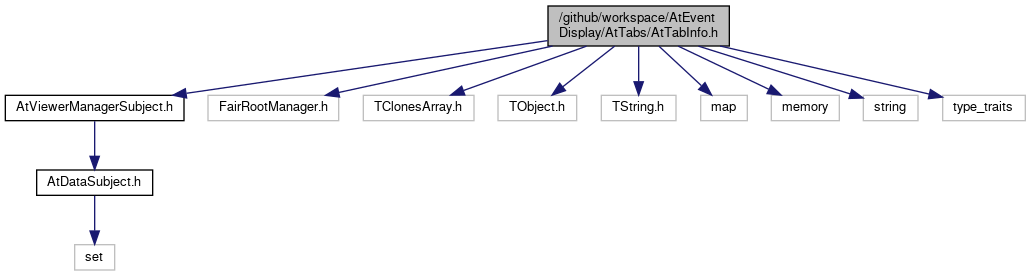 /github/workspace/AtEvent
Display/AtTabs/AtTabInfo.h
AtViewerManagerSubject.h
FairRootManager.h
TClonesArray.h
TObject.h
TString.h
map
memory
string
type_traits
AtDataSubject.h
set